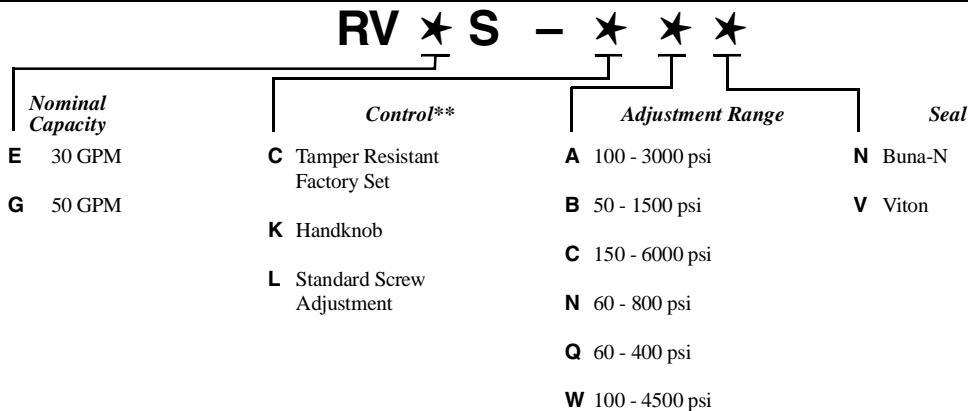 RV ✶ S – ✶ ✶ ✶
Nominal
Capacity
E 30 GPM
G 50 GPM
Control**
C Tamper Resistant
Factory Set
K Handknob
L Standard Screw
Adjustment
Adjustment Range
A 100 - 3000 psi
B 50 - 1500 psi
C 150 - 6000 psi
N 60 - 800 psi
Q 60 - 400 psi
W 100 - 4500 psi
Seal
N Buna-N
V Viton